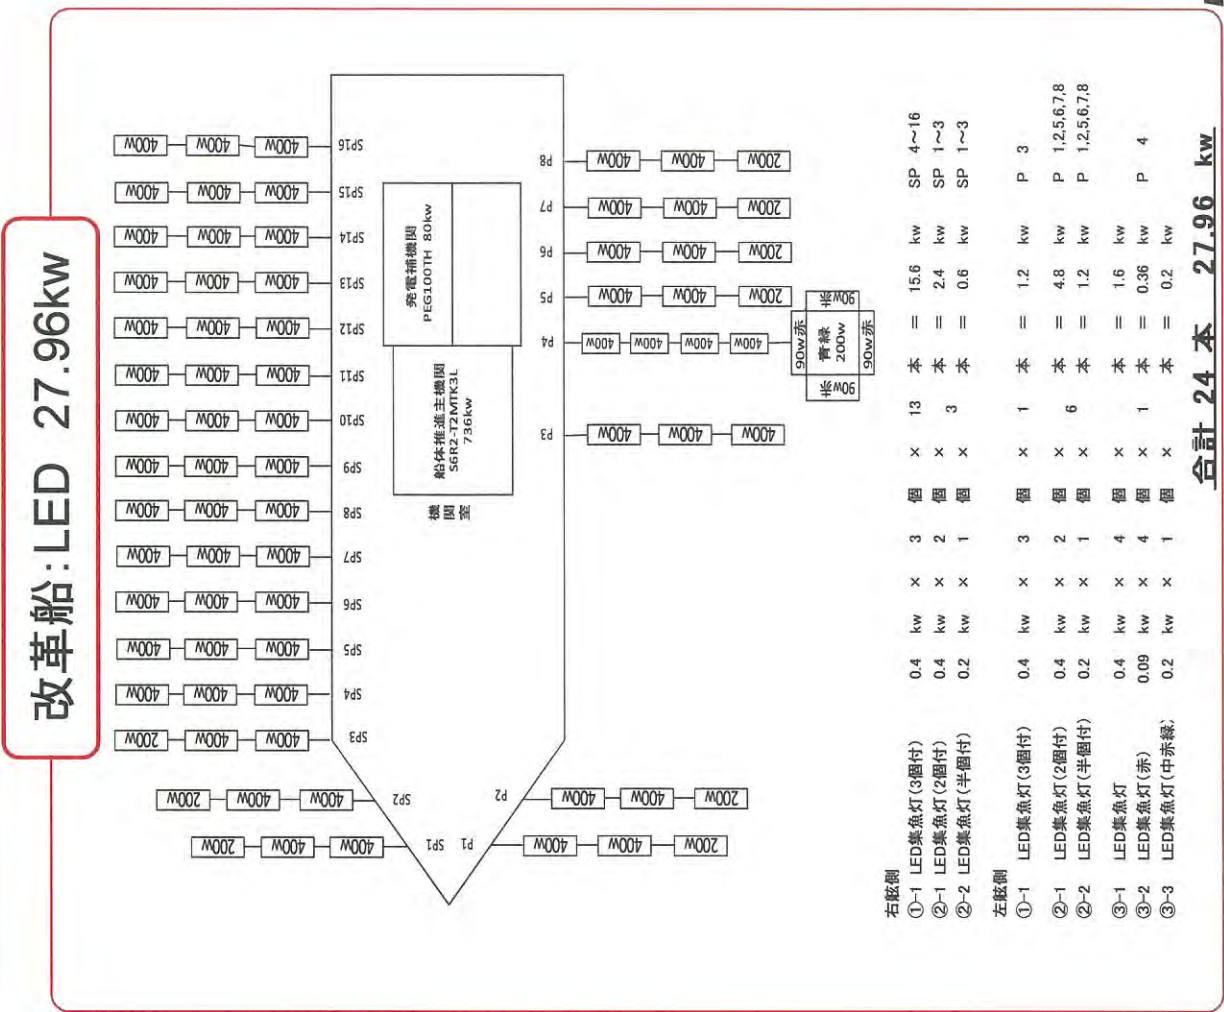 改革船:LED 27.96kw
400w 400w 400w SP16
400w 400w 400w SP15
400w 400w 400w SP14
400w 400w 400w SP13
400w 400w 400w SP12
400w 400w 400w SP11
400w 400w 400w SP10
400w 400w 400w SP9
400w 400w 400w SP8
400w 400w 400w SP7
400w 400w 400w SP6
400w 400w 400w SP5
400w 400w 400w SP4
200w 400w 400w SP3
200w 400w 400w SP2
200w 400w 400w SP1
発電補機関
PEG100TH 80kw
船体推進主機関
S6R2-T2MTK3L
736kw
機関室
P8 400w 400w 200w
P7 400w 400w 200w
P6 400w 400w 200w
P5 400w 400w 200w
P4 400w 400w 400w 400w
90w赤
90w赤
青緑
200w
90w赤
90w赤
P3 400w 400w 400w
P2 400w 400w 200w
P1 400w 400w 200w
右舷側
①-1 LED集魚灯(3個付) 0.4 kw × 3 個 × 13 本 = 15.6 kw SP 4~16
②-1 LED集魚灯(2個付) 0.4 kw × 2 個 × 3 本 = 2.4 kw SP 1~3
②-2 LED集魚灯(半個付) 0.2 kw × 1 個 × 本 = 0.6 kw SP 1~3
左舷側
①-1 LED集魚灯(3個付) 0.4 kw × 3 個 × 1 本 = 1.2 kw P 3
②-1 LED集魚灯(2個付) 0.4 kw × 2 個 × 6 本 = 4.8 kw P 1,2,5,6,7,8
②-2 LED集魚灯(半個付) 0.2 kw × 1 個 × 本 = 1.2 kw P 1,2,5,6,7,8
③-1 LED集魚灯 0.4 kw × 4 個 × 本 = 1.6 kw
③-2 LED集魚灯(赤) 0.09 kw × 4 個 × 1 本 = 0.36 kw P 4
③-3 LED集魚灯(中赤緑) 0.2 kw × 1 個 × 本 = 0.2 kw
合計 24 本 27.96 kw